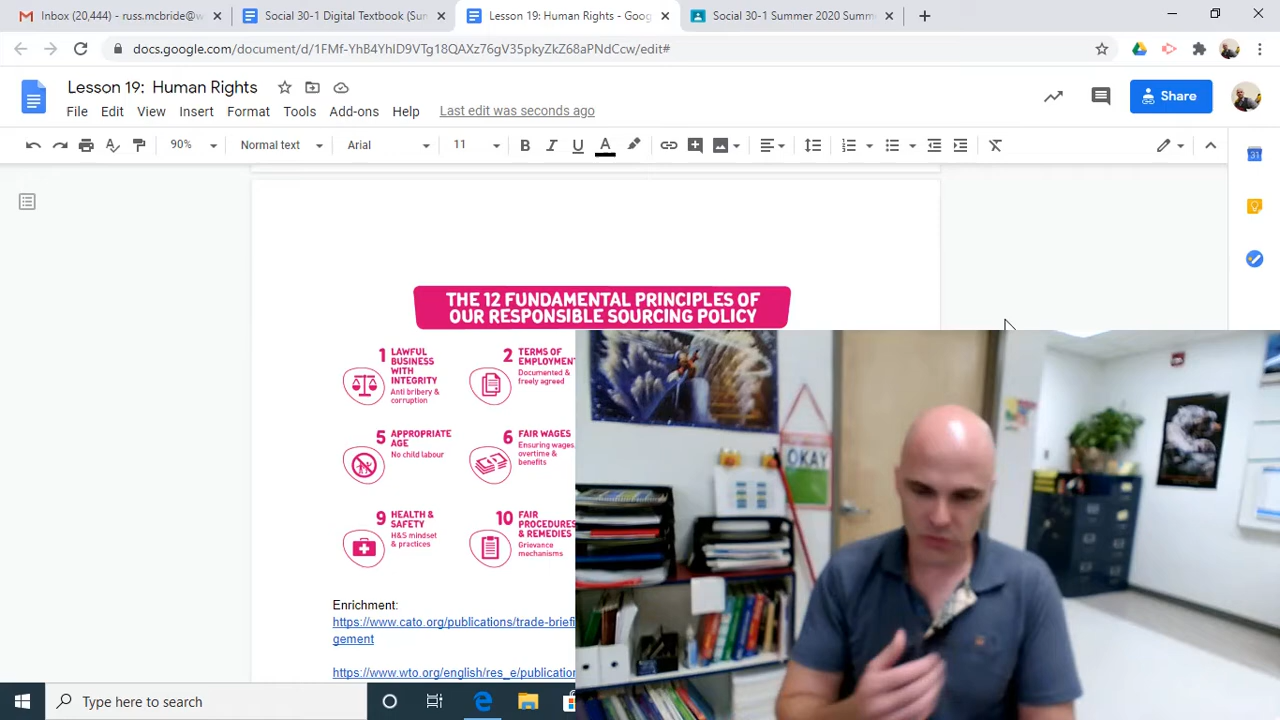 Inbox (20,444) - russ.mcbride@w
Social 30-1 Digital Textbook (Sum
Lesson 19: Human Rights - Goog
Social 30-1 Summer 2020 Summ
docs.google.com/document/d/1FMf-YhB4YhID9VTg18QAXz76gV35pkyZkZ68aPNdCcw/edit#
Lesson 19: Human Rights
File Edit View Insert Format Tools Add-ons Help Last edit was seconds ago
Share
90% Normal text Arial 11 B I U A
31
THE 12 FUNDAMENTAL PRINCIPLES OF
OUR RESPONSIBLE SOURCING POLICY
1 LAWFUL
BUSINESS
WITH
INTEGRITY
Anti bribery &
corruption
2 TERMS OF
EMPLOYMENT
Documented &
freely agreed
5 APPROPRIATE
AGE
No child labour
6 FAIR WAGES
Ensuring wages,
overtime &
benefits
9 HEALTH &
SAFETY
H&S mindset
& practices
10 FAIR
PROCEDURES
& REMEDIES
Grievance
mechanisms
OKAY
Enrichment:
https://www.cato.org/publications/trade-briefi
gement
https://www.wto.org/english/res_e/publication
Type here to search